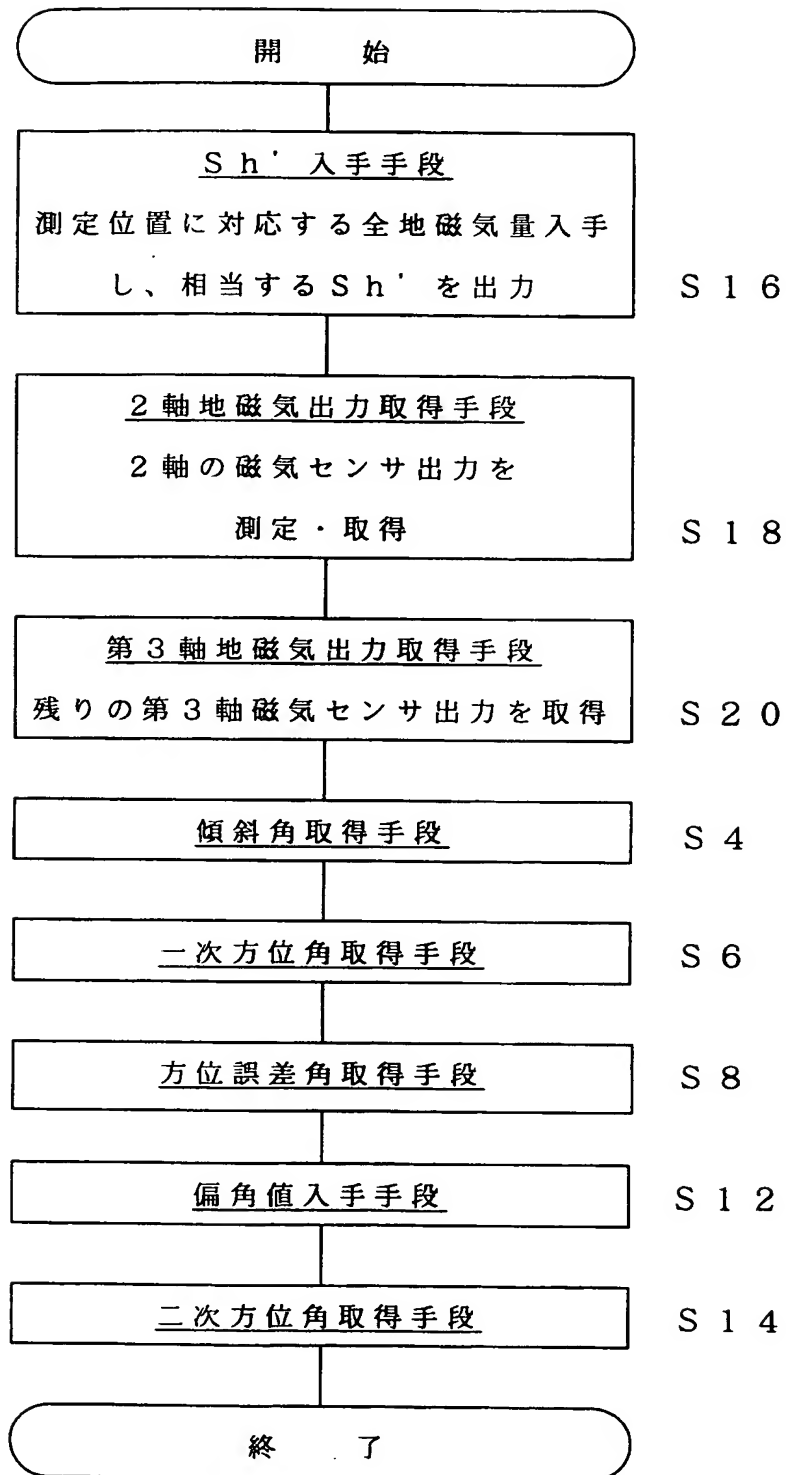 開始
Sh' 入手手段
測定位置に対応する全地磁気量入手
し、相当するSh' を出力
S16
2軸地磁気出力取得手段
2軸の磁気センサ出力を
測定・取得
S18
第3軸地磁気出力取得手段
残りの第3軸磁気センサ出力を取得
S20
傾斜角取得手段
S4
一次方位角取得手段
S6
方位誤差角取得手段
S8
偏角値入手手段
S12
二次方位角取得手段
S14
終了